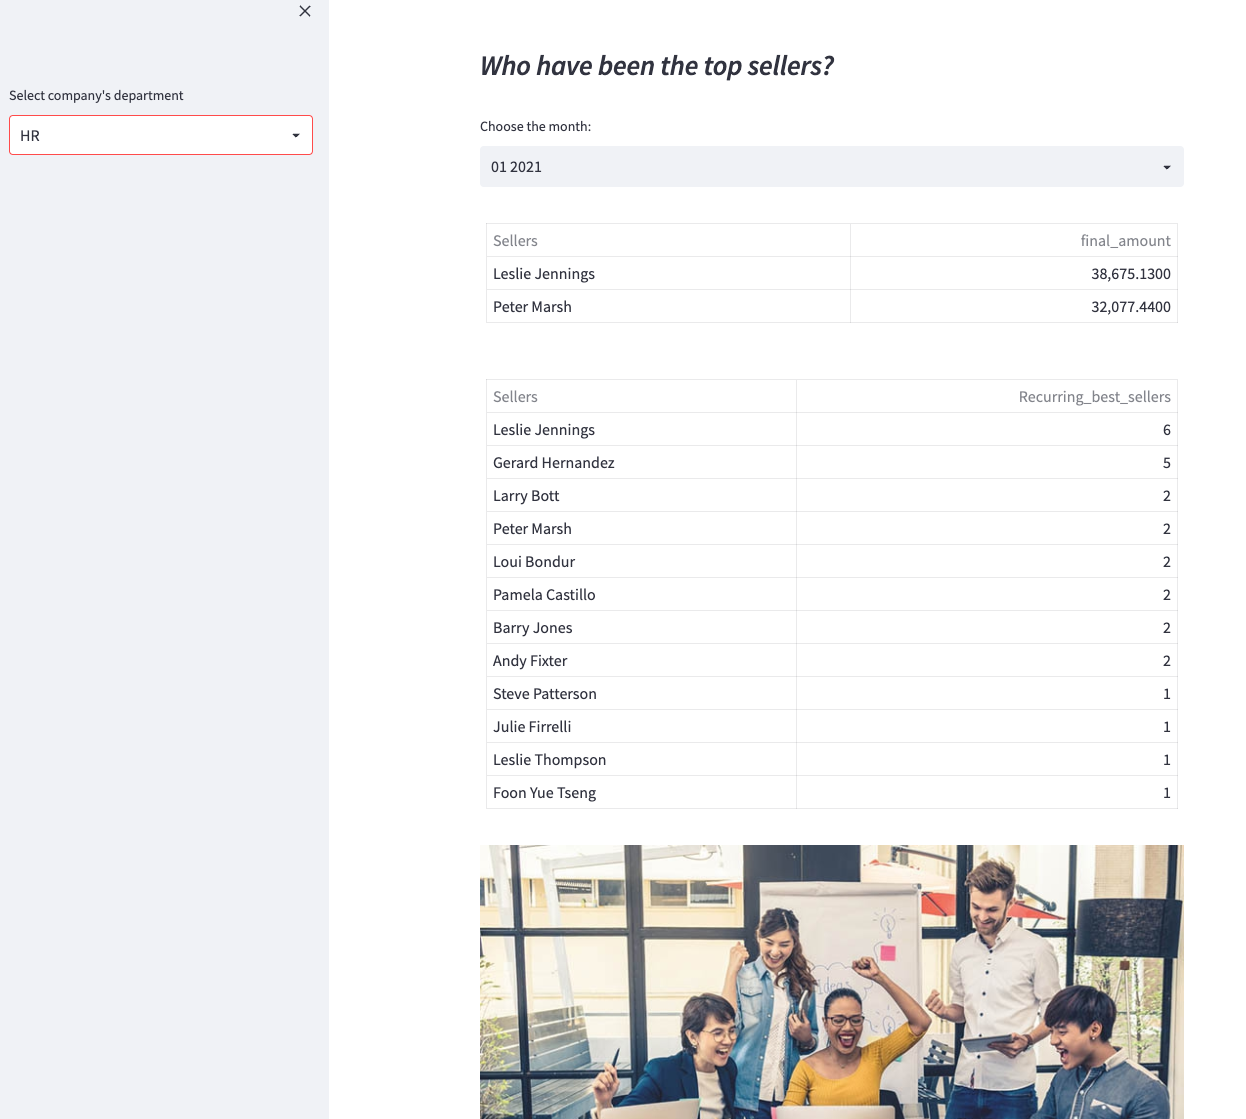 Select company's department
HR
Who have been the top sellers?
Choose the month:
01 2021
Sellers final_amount
Leslie Jennings 38,675.1300
Peter Marsh 32,077.4400
Sellers Recurring_best_sellers
Leslie Jennings 6
Gerard Hernandez 5
Larry Bott 2
Peter Marsh 2
Loui Bondur 2
Pamela Castillo 2
Barry Jones 2
Andy Fixter 2
Steve Patterson 1
Julie Firrelli 1
Leslie Thompson 1
Foon Yue Tseng 1
Ideas